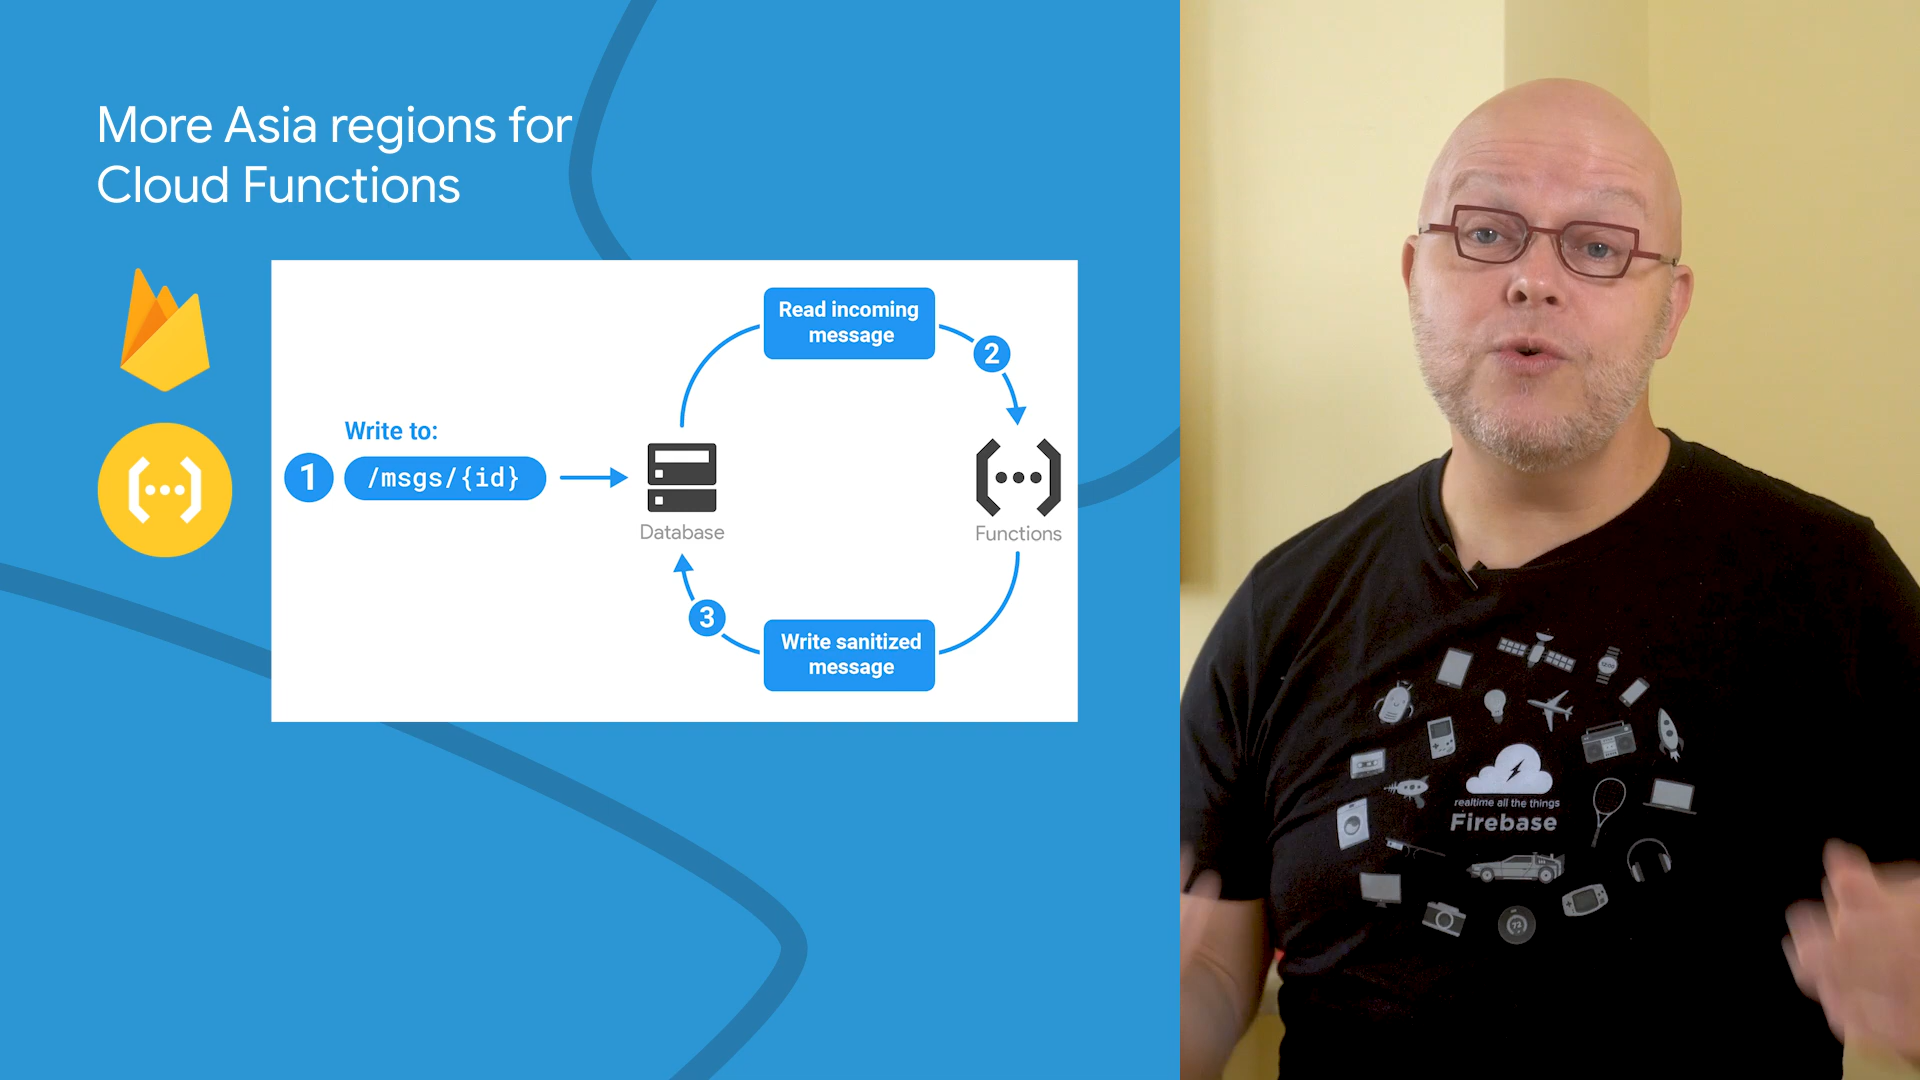 More Asia regions for
Cloud Functions
Read incoming
message
2
Write to:
1
/msgs/{id}
Database
Functions
3
Write sanitized
message
realtime all the things
Firebase
72